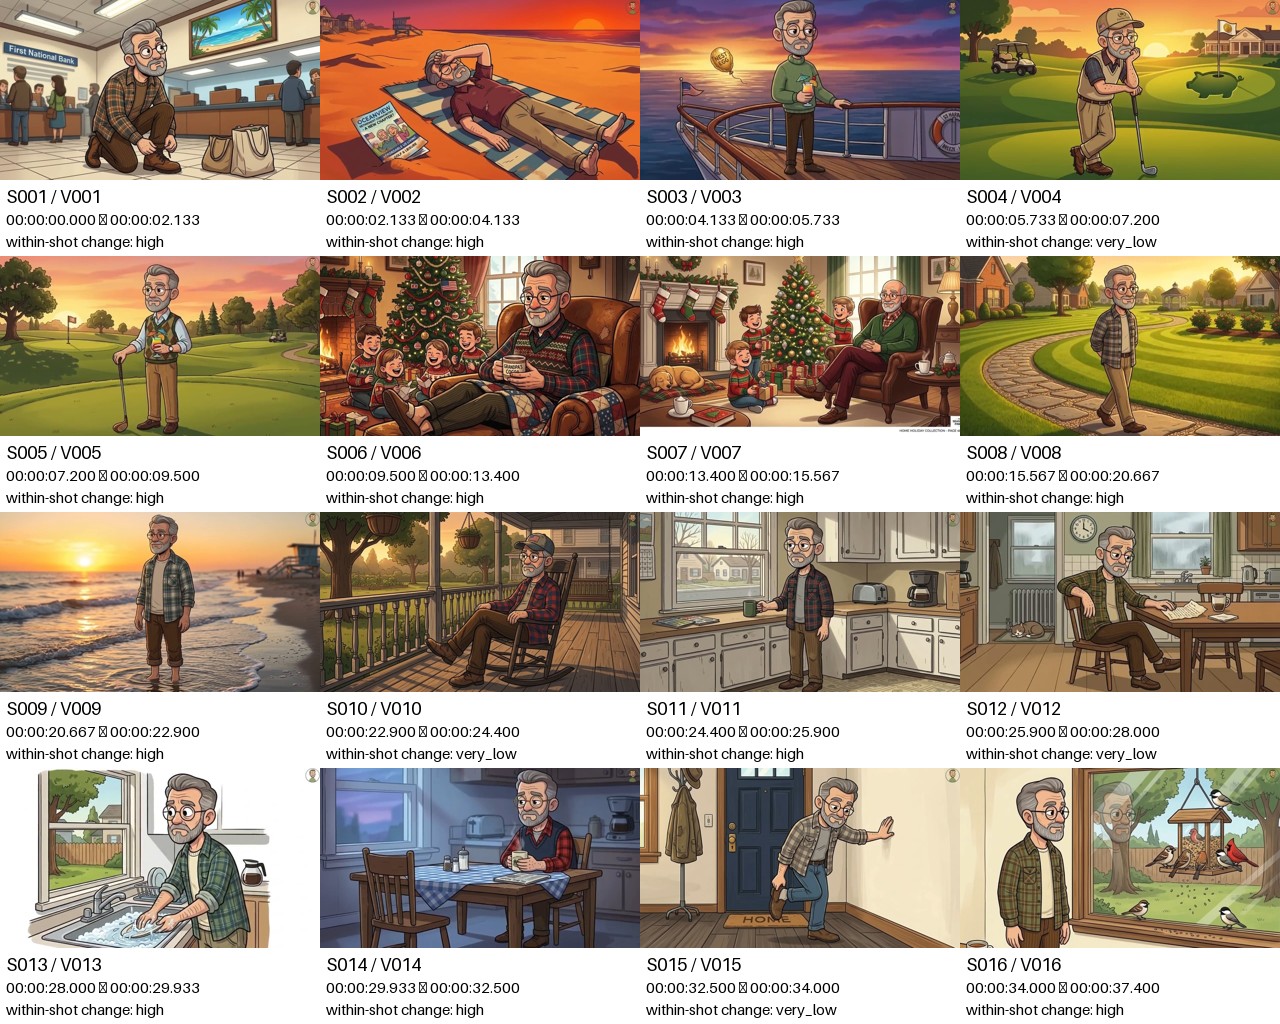 First National Bank
OCEANVIEW
A NEW CHAPTER?
GRANDPA'S
HOME
S001 / V001
00:00:00.000 00:00:02.133
within-shot change: high
S002 / V002
00:00:02.133 00:00:04.133
within-shot change: high
S003 / V003
00:00:04.133 00:00:05.733
within-shot change: high
S004 / V004
00:00:05.733 00:00:07.200
within-shot change: very_low
S005 / V005
00:00:07.200 00:00:09.500
within-shot change: high
S006 / V006
00:00:09.500 00:00:13.400
within-shot change: high
S007 / V007
00:00:13.400 00:00:15.567
within-shot change: high
S008 / V008
00:00:15.567 00:00:20.667
within-shot change: high
S009 / V009
00:00:20.667 00:00:22.900
within-shot change: high
S010 / V010
00:00:22.900 00:00:24.400
within-shot change: very_low
S011 / V011
00:00:24.400 00:00:25.900
within-shot change: high
S012 / V012
00:00:25.900 00:00:28.000
within-shot change: very_low
S013 / V013
00:00:28.000 00:00:29.933
within-shot change: high
S014 / V014
00:00:29.933 00:00:32.500
within-shot change: high
S015 / V015
00:00:32.500 00:00:34.000
within-shot change: very_low
S016 / V016
00:00:34.000 00:00:37.400
within-shot change: high